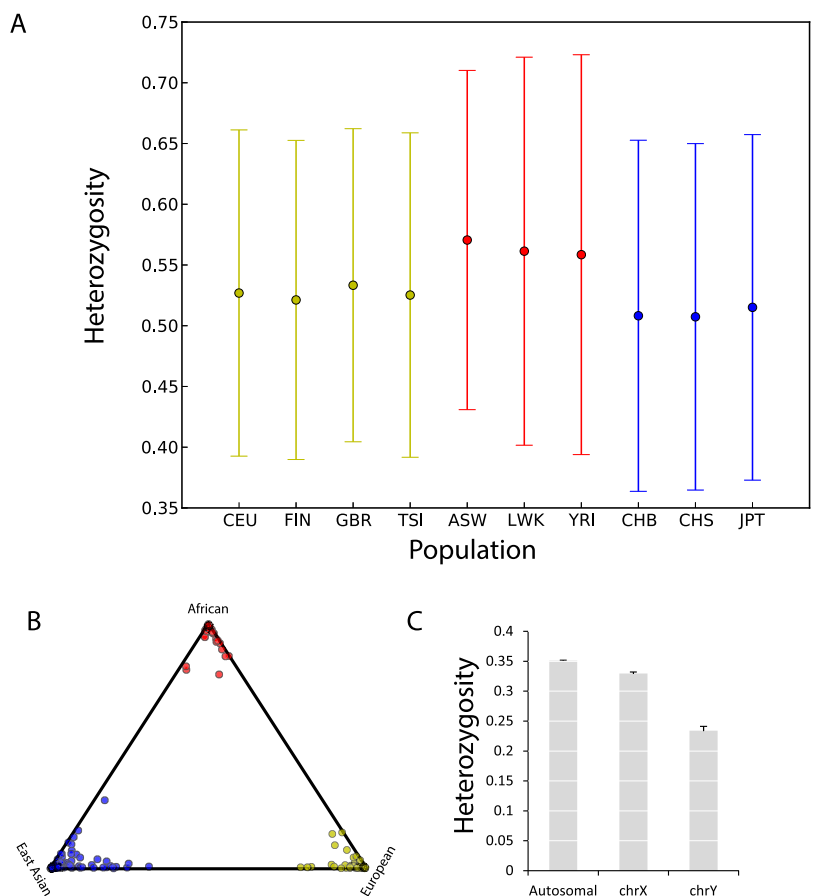 A
Heterozygosity
0.75
0.70
0.65
0.60
0.55
0.50
0.45
0.40
0.35
CEU FIN GBR TSI ASW LWK YRI CHB CHS JPT
Population
B
African
East Asian
European
C
Heterozygosity
0.4
0.35
0.3
0.25
0.2
0.15
0.1
0.05
0
Autosomal chrX chrY